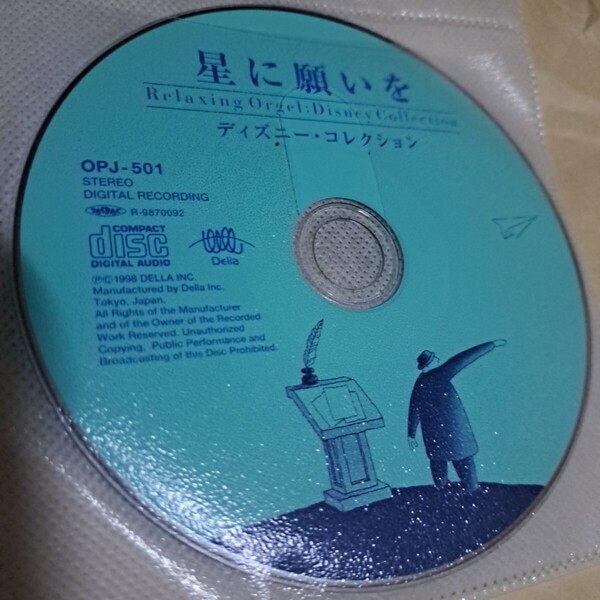 星に願いを
Relaxing Orgel:Disney Collection
ディズニー・コレクション
OPJ-501
STEREO
DIGITAL RECORDING
R-9870092
COMPACT
disc
DIGITAL AUDIO
Della
Ⓟ© 1998 DELLA INC.
Manufactured by Della Inc.
Tokyo, Japan.
All Rights of the Manufacturer
and of the Owner of the Recorded
Work Reserved. Unauthorized
Copying, Public Performance and
Broadcasting of this Disc Prohibited.